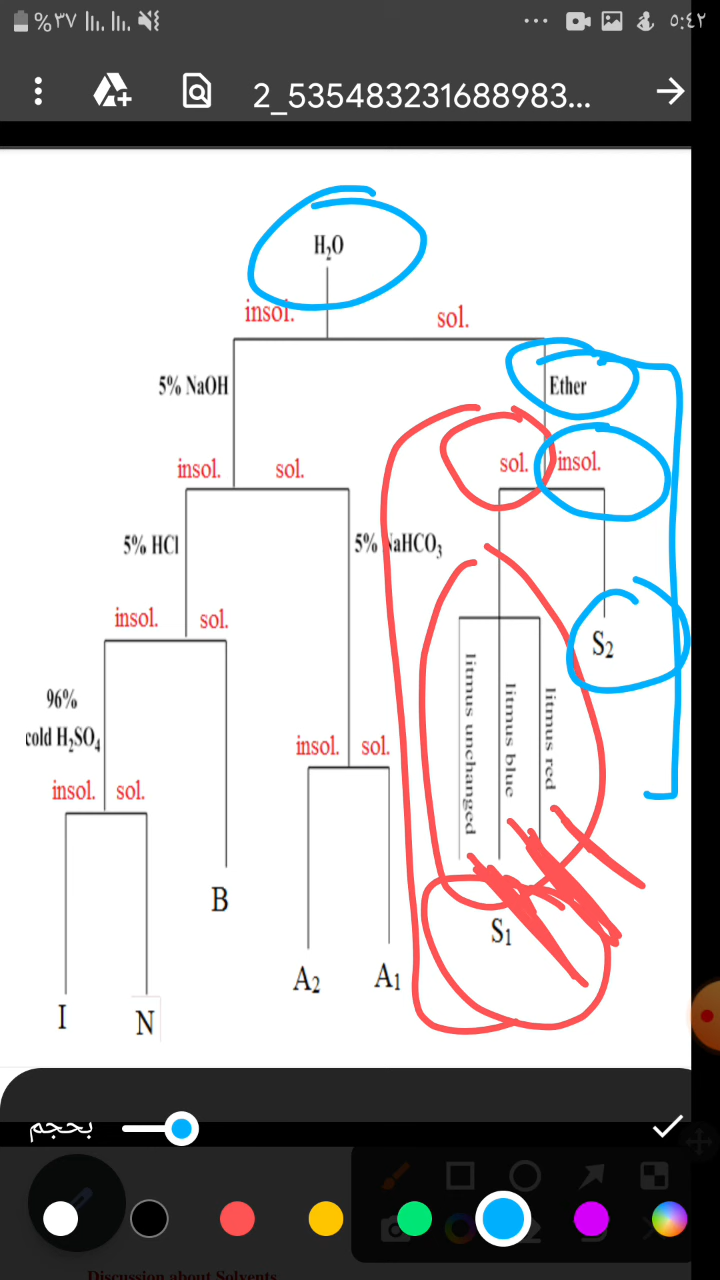 %٣٧ ٥:٤٢
2_535483231688983...
H₂O
insol. sol.
5% NaOH Ether
insol. sol. sol. insol.
5% HCl 5% NaHCO₃
insol. sol.
S₂
litmus unchanged
litmus blue
litmus red
96%
cold H₂SO₄
insol. sol.
insol. sol.
B
S₁
A₂ A₁
I N
بحجم
Discussion about Solvents